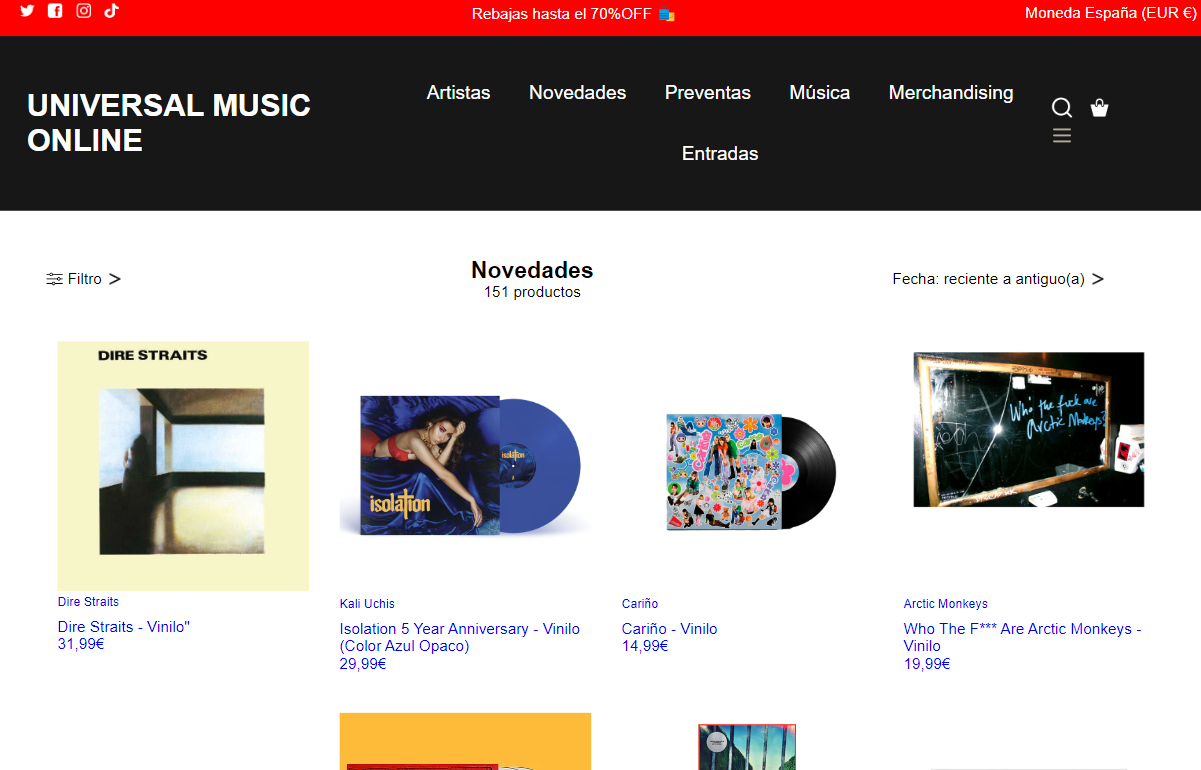 Rebajas hasta el 70%OFF
Moneda España (EUR €)
UNIVERSAL MUSIC
ONLINE
Artistas
Novedades
Preventas
Música
Merchandising
Entradas
Filtro >
Novedades
151 productos
Fecha: reciente a antiguo(a) >
DIRE STRAITS
isolation
isolation
Who the fuck are
Arctic Monkeys?
Dire Straits
Dire Straits - Vinilo"
31,99€
Kali Uchis
Isolation 5 Year Anniversary - Vinilo
(Color Azul Opaco)
29,99€
Cariño
Cariño - Vinilo
14,99€
Arctic Monkeys
Who The F*** Are Arctic Monkeys -
Vinilo
19,99€